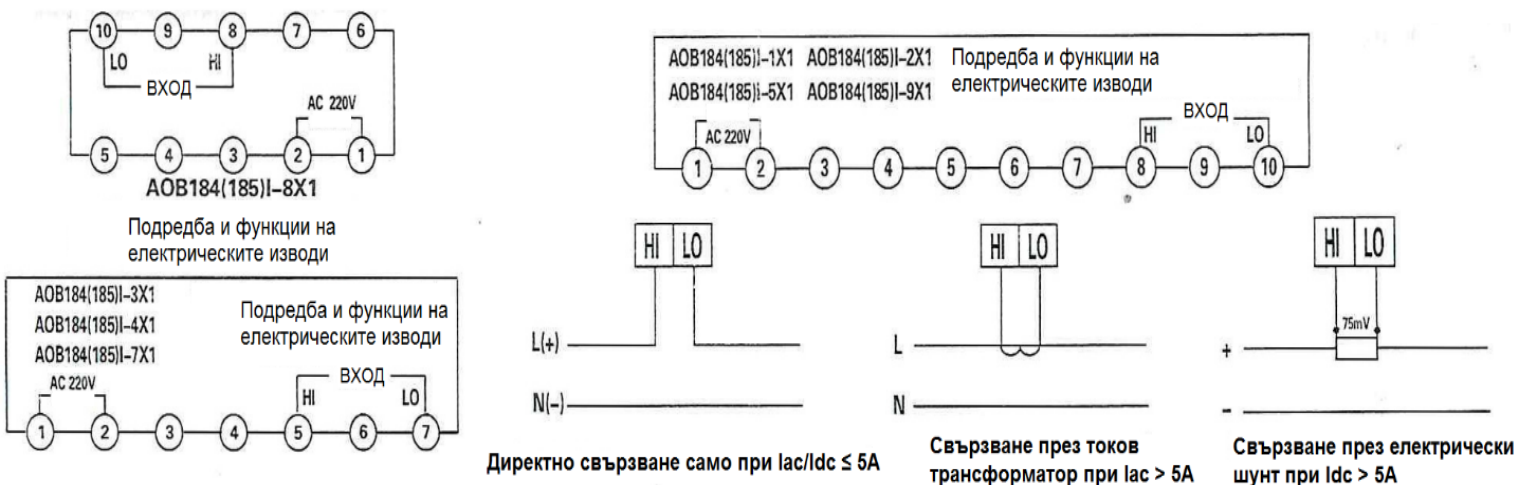 10 9 8 7 6
LO HI
ВХОД
AC 220V
5 4 3 2 1
AOB184(185)I-8X1
Подредба и функции на
електрическите изводи
AOB184(185)I-3X1
AOB184(185)I-4X1
AOB184(185)I-7X1
Подредба и функции на
електрическите изводи
AC 220V
ВХОД
HI LO
1 2 3 4 5 6 7
AOB184(185)I-1X1 AOB184(185)I-2X1
AOB184(185)I-5X1 AOB184(185)I-9X1
Подредба и функции на
електрическите изводи
AC 220V
ВХОД
HI LO
1 2 3 4 5 6 7 8 9 10
HI LO
L(+)
N(-)
Директно свързване само при Iac/Idc ≤ 5A
HI LO
L
N
Свързване през токов
трансформатор при Iac > 5A
HI LO
75mV
+
-
Свързване през електрически
шунт при Idc > 5A